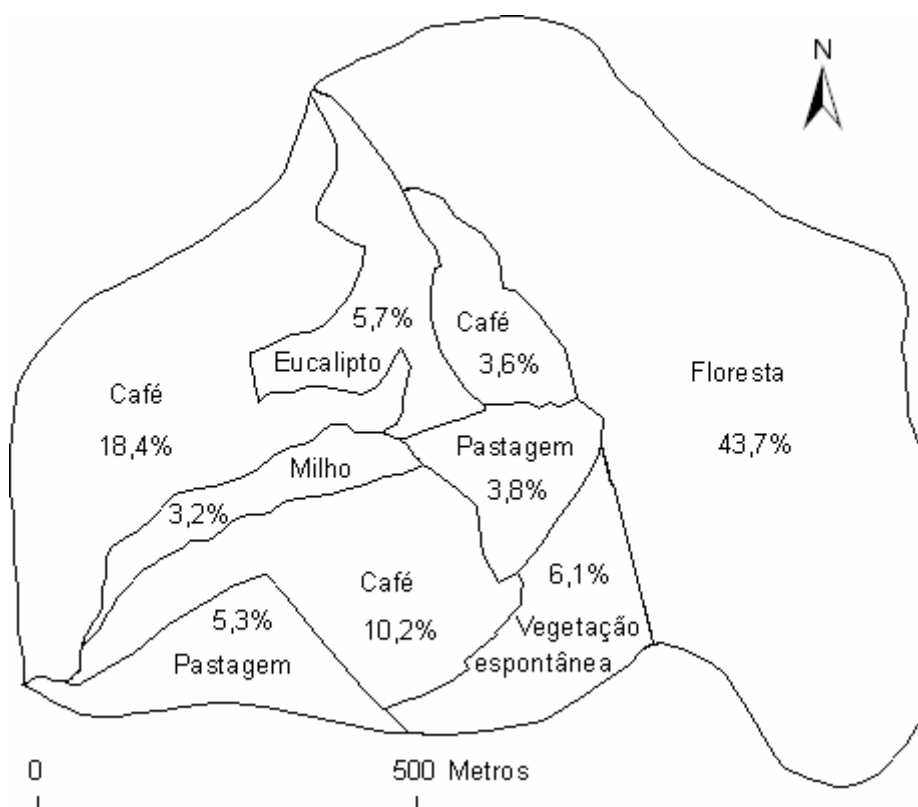 N
5,7%
Eucalipto
Café
3,6%
Floresta
43,7%
Café
18,4%
Pastagem
3,8%
Milho
3,2%
Café
10,2%
6,1%
Vegetação
espontânea
5,3%
Pastagem
0 500 Metros